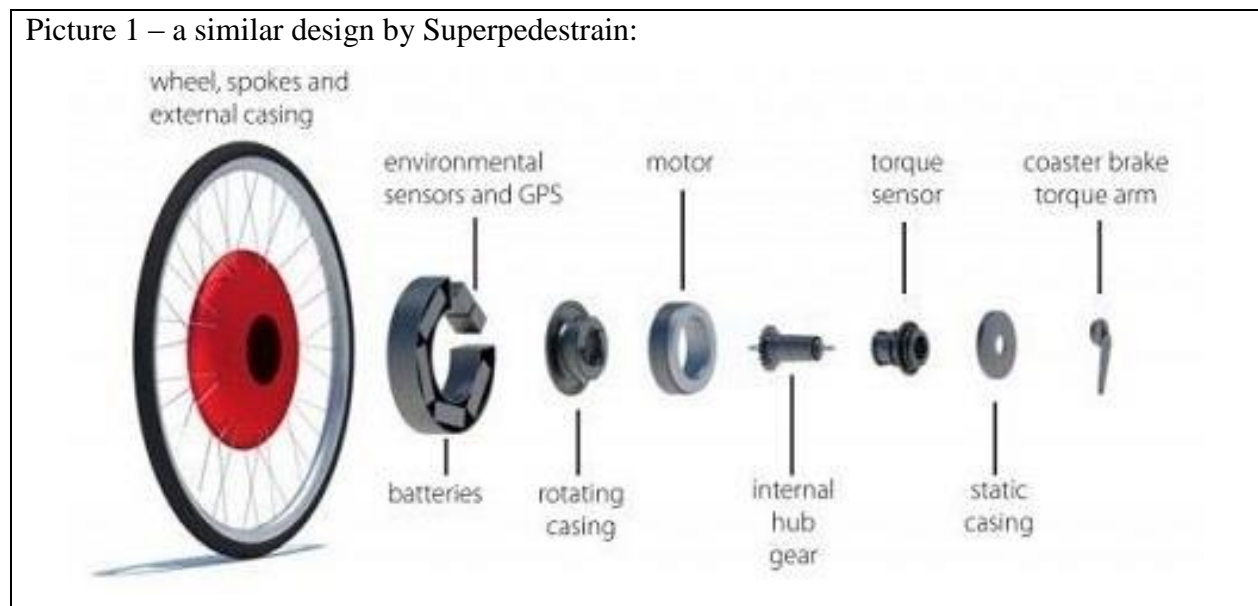 Picture 1 – a similar design by Superpedestrain:
wheel, spokes and
external casing
environmental
sensors and GPS
motor
torque
sensor
coaster brake
torque arm
batteries
rotating
casing
internal
hub
gear
static
casing